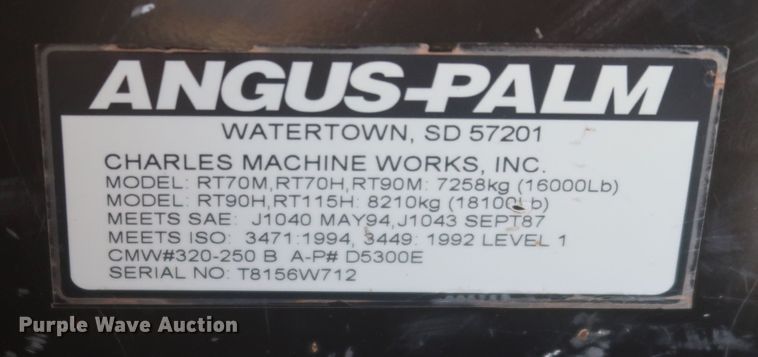 ANGUS-PALM
WATERTOWN, SD 57201
CHARLES MACHINE WORKS, INC.
MODEL: RT70M,RT70H,RT90M: 7258kg (16000Lb)
MODEL: RT90H,RT115H: 8210kg (18100Lb)
MEETS SAE: J1040 MAY94,J1043 SEPT87
MEETS ISO: 3471:1994, 3449: 1992 LEVEL 1
CMW#320-250 B A-P# D5300E
SERIAL NO: T8156W712
Purple Wave Auction